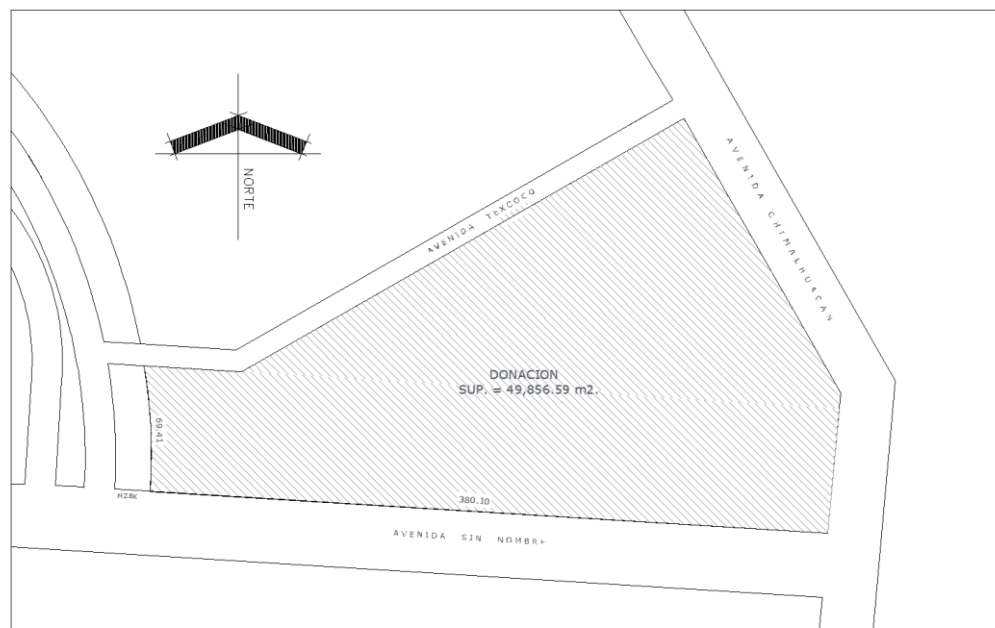 NORTE
AVENIDA TEXCOCO
AVENIDA CHIMALHUACAN
DONACION
SUP. = 49,856.59 m2.
69.41
380.10
AVENIDA SIN NOMBRE